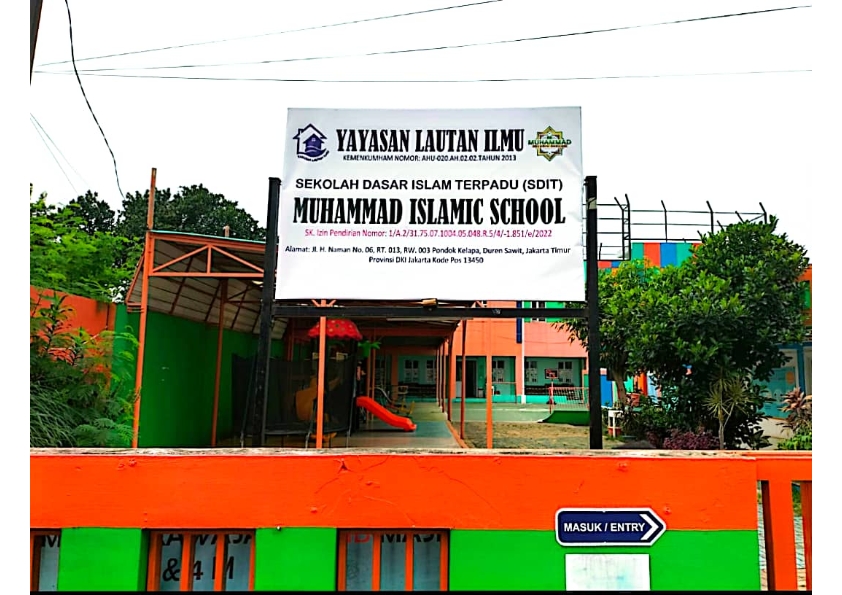 YAYASAN LAUTAN ILMU
KEMENKUMHAM NOMOR: AHU-020.AH.02.02.TAHUN 2013
MUHAMMAD
SEKOLAH DASAR ISLAM TERPADU (SDIT)
MUHAMMAD ISLAMIC SCHOOL
SK. Izin Pendirian Nomor: 1/A.2/31.75.07.1004.05.048.R.5/4/-1.851/e/2022
Alamat: Jl. H. Naman No. 06, RT. 013, RW. 003 Pondok Kelapa, Duren Sawit, Jakarta Timur
Provinsi DKI Jakarta Kode Pos 13450
MASUK / ENTRY
& 4 M